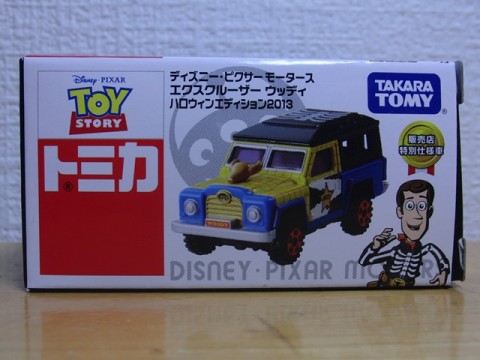 Disney・PIXAR
TOY
STORY
トミカ
ディズニー・ピクサー モータース
エクスクルーザー ウッディ
ハロウィンエディション2013
TAKARA
TOMY
販売店
特別仕様車
DISNEY・PIXAR MOTOR